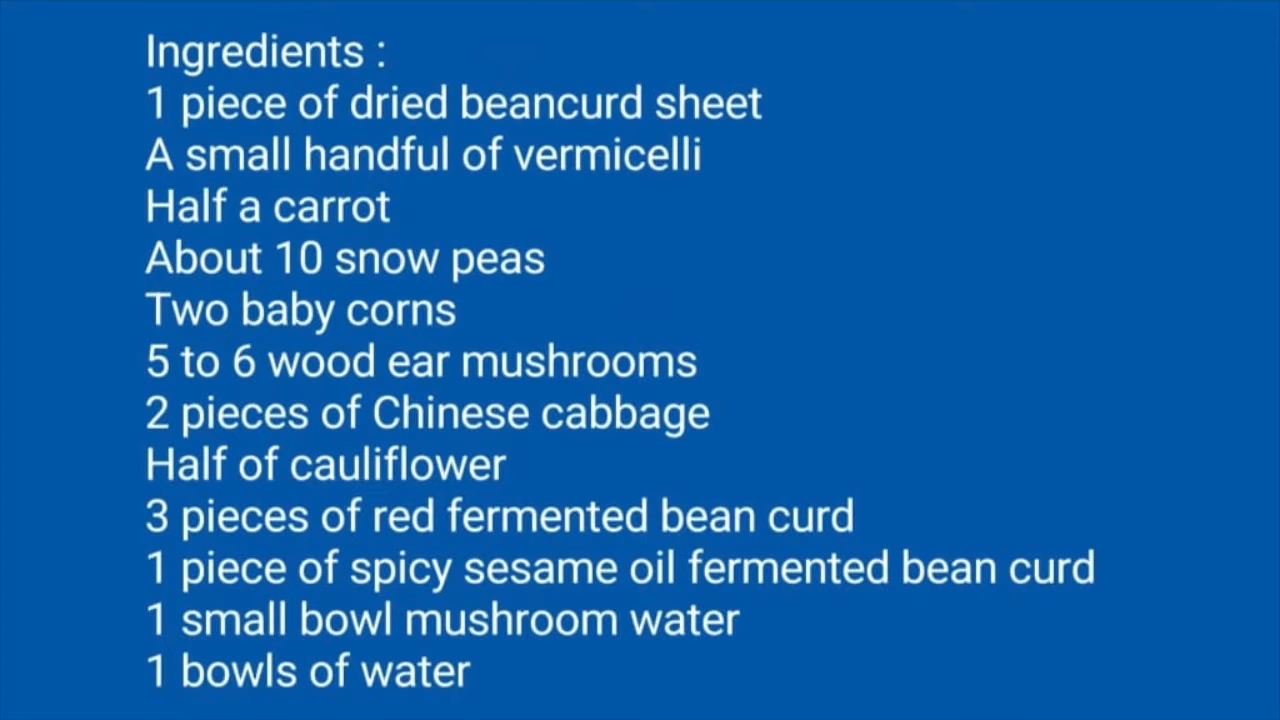 Ingredients :
1 piece of dried beancurd sheet
A small handful of vermicelli
Half a carrot
About 10 snow peas
Two baby corns
5 to 6 wood ear mushrooms
2 pieces of Chinese cabbage
Half of cauliflower
3 pieces of red fermented bean curd
1 piece of spicy sesame oil fermented bean curd
1 small bowl mushroom water
1 bowls of water